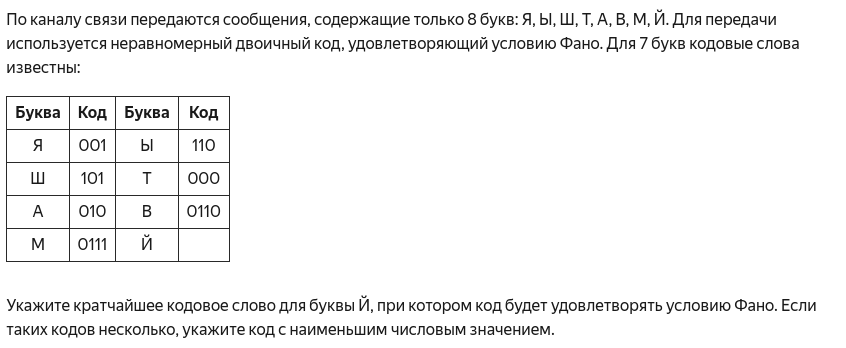 По каналу связи передаются сообщения, содержащие только 8 букв: Я, Ы, Ш, Т, А, В, М, Й. Для передачи
используется неравномерный двоичный код, удовлетворяющий условию Фано. Для 7 букв кодовые слова
известны:
Буква Код Буква Код
Я 001 Ы 110
Ш 101 Т 000
А 010 В 0110
М 0111 Й
Укажите кратчайшее кодовое слово для буквы Й, при котором код будет удовлетворять условию Фано. Если
таких кодов несколько, укажите код с наименьшим числовым значением.